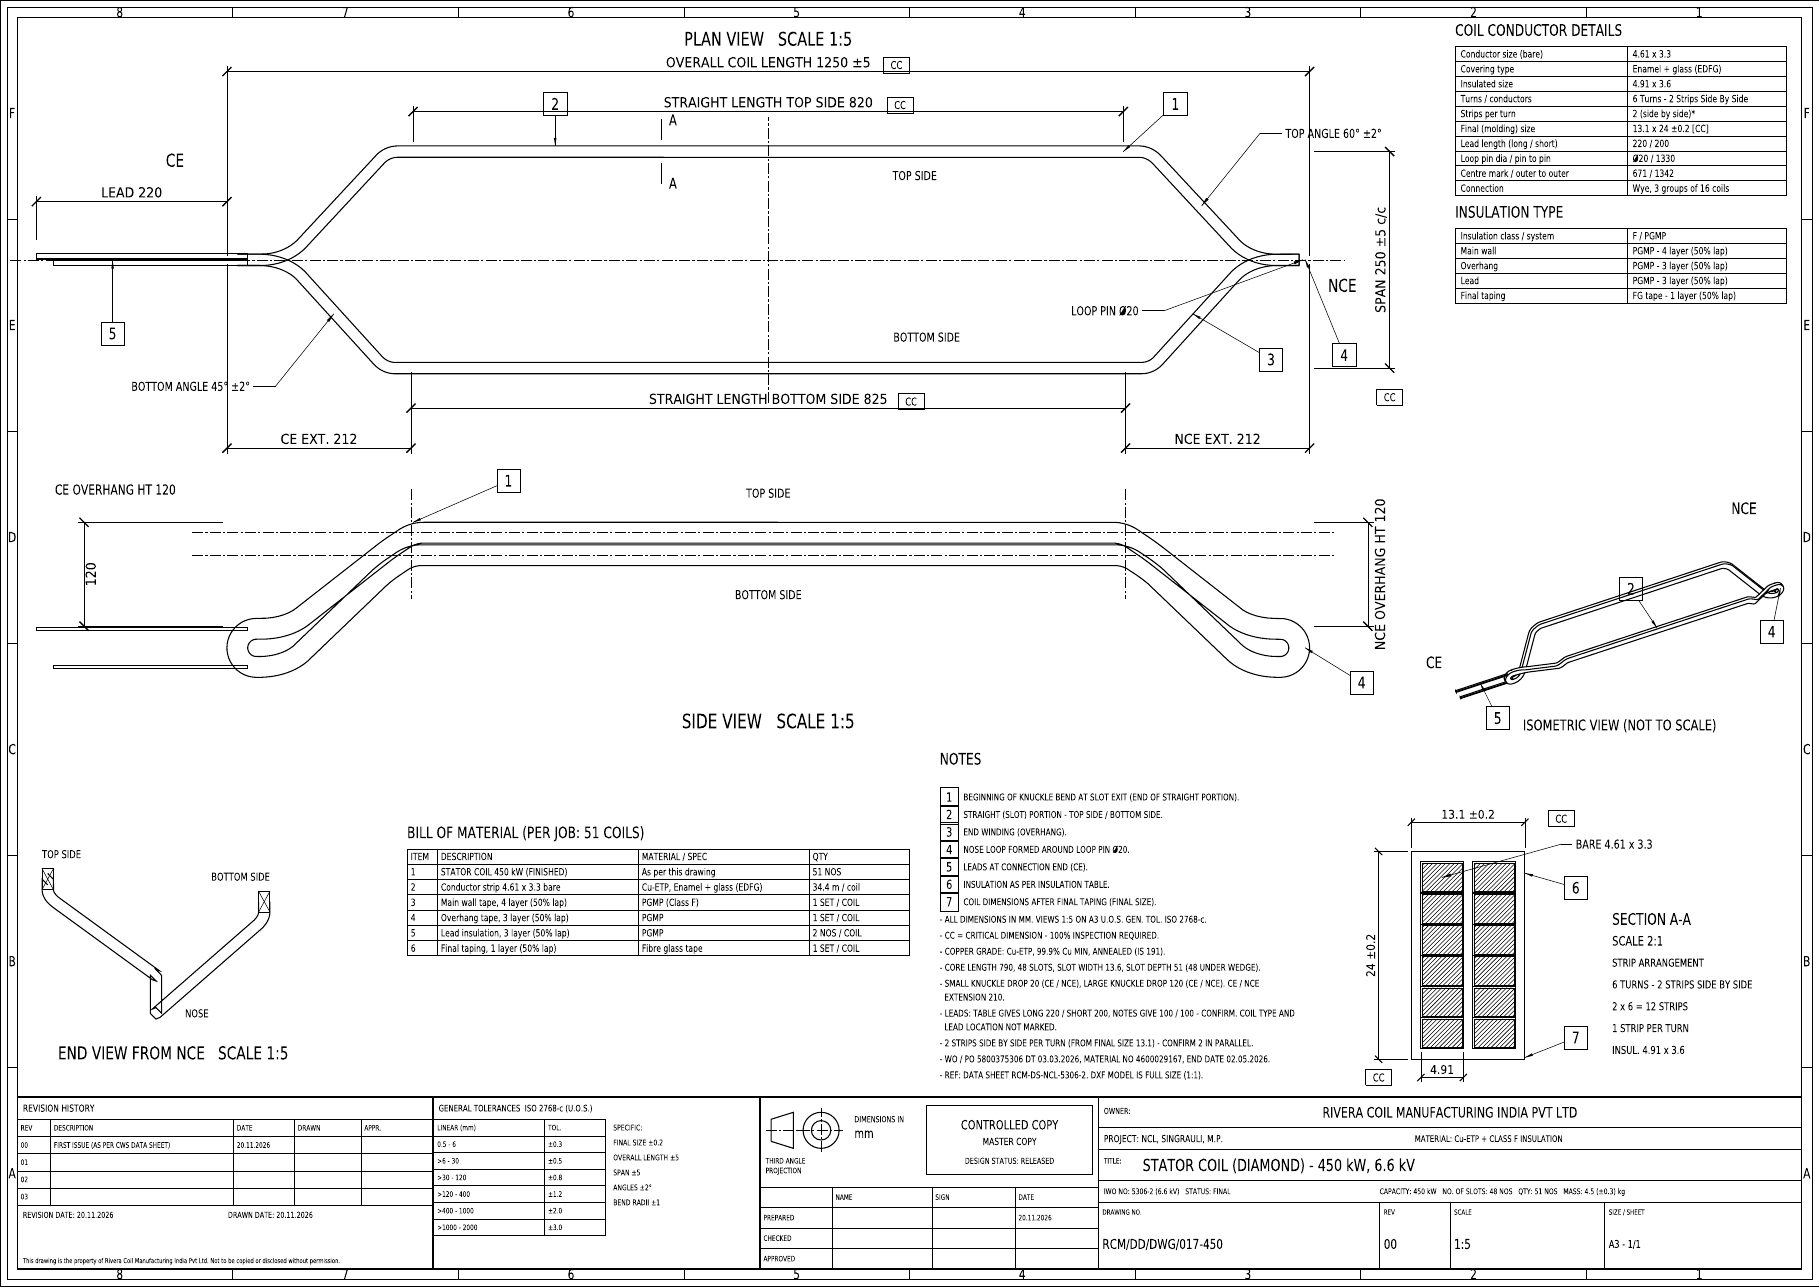 8 7 6 5 4 3 2 1
F
E
D
C
B
A
PLAN VIEW SCALE 1:5
OVERALL COIL LENGTH 1250 ±5 CC
STRAIGHT LENGTH TOP SIDE 820 CC
2
1
A
A
TOP ANGLE 60° ±2°
CE
LEAD 220
TOP SIDE
SPAN 250 ±5 c/c
NCE
LOOP PIN Ø20
5
BOTTOM SIDE
3
4
BOTTOM ANGLE 45° ±2°
CC
STRAIGHT LENGTH BOTTOM SIDE 825 CC
CE EXT. 212
NCE EXT. 212
COIL CONDUCTOR DETAILS
Conductor size (bare) 4.61 x 3.3
Covering type Enamel + glass (EDFG)
Insulated size 4.91 x 3.6
Turns / conductors 6 Turns - 2 Strips Side By Side
Strips per turn 2 (side by side)*
Final (molding) size 13.1 x 24 ±0.2 [CC]
Lead length (long / short) 220 / 200
Loop pin dia / pin to pin Ø20 / 1330
Centre mark / outer to outer 671 / 1342
Connection Wye, 3 groups of 16 coils
INSULATION TYPE
Insulation class / system F / PGMP
Main wall PGMP - 4 layer (50% lap)
Overhang PGMP - 3 layer (50% lap)
Lead PGMP - 3 layer (50% lap)
Final taping FG tape - 1 layer (50% lap)
CE OVERHANG HT 120
1
TOP SIDE
120
NCE OVERHANG HT 120
BOTTOM SIDE
4
SIDE VIEW SCALE 1:5
NCE
2
4
CE
5
ISOMETRIC VIEW (NOT TO SCALE)
TOP SIDE
BOTTOM SIDE
NOSE
END VIEW FROM NCE SCALE 1:5
BILL OF MATERIAL (PER JOB: 51 COILS)
ITEM DESCRIPTION MATERIAL / SPEC QTY
1 STATOR COIL 450 kW (FINISHED) As per this drawing 51 NOS
2 Conductor strip 4.61 x 3.3 bare Cu-ETP, Enamel + glass (EDFG) 34.4 m / coil
3 Main wall tape, 4 layer (50% lap) PGMP (Class F) 1 SET / COIL
4 Overhang tape, 3 layer (50% lap) PGMP 1 SET / COIL
5 Lead insulation, 3 layer (50% lap) PGMP 2 NOS / COIL
6 Final taping, 1 layer (50% lap) Fibre glass tape 1 SET / COIL
NOTES
1 BEGINNING OF KNUCKLE BEND AT SLOT EXIT (END OF STRAIGHT PORTION).
2 STRAIGHT (SLOT) PORTION - TOP SIDE / BOTTOM SIDE.
3 END WINDING (OVERHANG).
4 NOSE LOOP FORMED AROUND LOOP PIN Ø20.
5 LEADS AT CONNECTION END (CE).
6 INSULATION AS PER INSULATION TABLE.
7 COIL DIMENSIONS AFTER FINAL TAPING (FINAL SIZE).
- ALL DIMENSIONS IN MM. VIEWS 1:5 ON A3 U.O.S. GEN. TOL. ISO 2768-c.
- CC = CRITICAL DIMENSION - 100% INSPECTION REQUIRED.
- COPPER GRADE: Cu-ETP, 99.9% Cu MIN, ANNEALED (IS 191).
- CORE LENGTH 790, 48 SLOTS, SLOT WIDTH 13.6, SLOT DEPTH 51 (48 UNDER WEDGE).
- SMALL KNUCKLE DROP 20 (CE / NCE), LARGE KNUCKLE DROP 120 (CE / NCE). CE / NCE
EXTENSION 210.
- LEADS: TABLE GIVES LONG 220 / SHORT 200, NOTES GIVE 100 / 100 - CONFIRM. COIL TYPE AND
LEAD LOCATION NOT MARKED.
- 2 STRIPS SIDE BY SIDE PER TURN (FROM FINAL SIZE 13.1) - CONFIRM 2 IN PARALLEL.
- WO / PO 5800375306 DT 03.03.2026, MATERIAL NO 4600029167, END DATE 02.05.2026.
- REF: DATA SHEET RCM-DS-NCL-5306-2. DXF MODEL IS FULL SIZE (1:1).
13.1 ±0.2
CC
BARE 4.61 x 3.3
6
24 ±0.2
7
CC
4.91
SECTION A-A
SCALE 2:1
STRIP ARRANGEMENT
6 TURNS - 2 STRIPS SIDE BY SIDE
2 x 6 = 12 STRIPS
1 STRIP PER TURN
INSUL. 4.91 x 3.6
REVISION HISTORY
REV DESCRIPTION DATE DRAWN APPR.
00 FIRST ISSUE (AS PER CWS DATA SHEET) 20.11.2026
01
02
03
REVISION DATE: 20.11.2026 DRAWN DATE: 20.11.2026
This drawing is the property of Rivera Coil Manufacturing India Pvt Ltd. Not to be copied or disclosed without permission.
GENERAL TOLERANCES ISO 2768-c (U.O.S.)
LINEAR (mm) TOL.
0.5 - 6 ±0.3
>6 - 30 ±0.5
>30 - 120 ±0.8
>120 - 400 ±1.2
>400 - 1000 ±2.0
>1000 - 2000 ±3.0
SPECIFIC:
FINAL SIZE ±0.2
OVERALL LENGTH ±5
SPAN ±5
ANGLES ±2°
BEND RADII ±1
THIRD ANGLE
PROJECTION
DIMENSIONS IN
mm
CONTROLLED COPY
MASTER COPY
DESIGN STATUS: RELEASED
NAME SIGN DATE
PREPARED 20.11.2026
CHECKED
APPROVED
OWNER: RIVERA COIL MANUFACTURING INDIA PVT LTD
PROJECT: NCL, SINGRAULI, M.P. MATERIAL: Cu-ETP + CLASS F INSULATION
TITLE: STATOR COIL (DIAMOND) - 450 kW, 6.6 kV
IWO NO: 5306-2 (6.6 kV) STATUS: FINAL CAPACITY: 450 kW NO. OF SLOTS: 48 NOS QTY: 51 NOS MASS: 4.5 (±0.3) kg
DRAWING NO. REV SCALE SIZE / SHEET
RCM/DD/DWG/017-450 00 1:5 A3 - 1/1
8 7 6 5 4 3 2 1
F
E
D
C
B
A